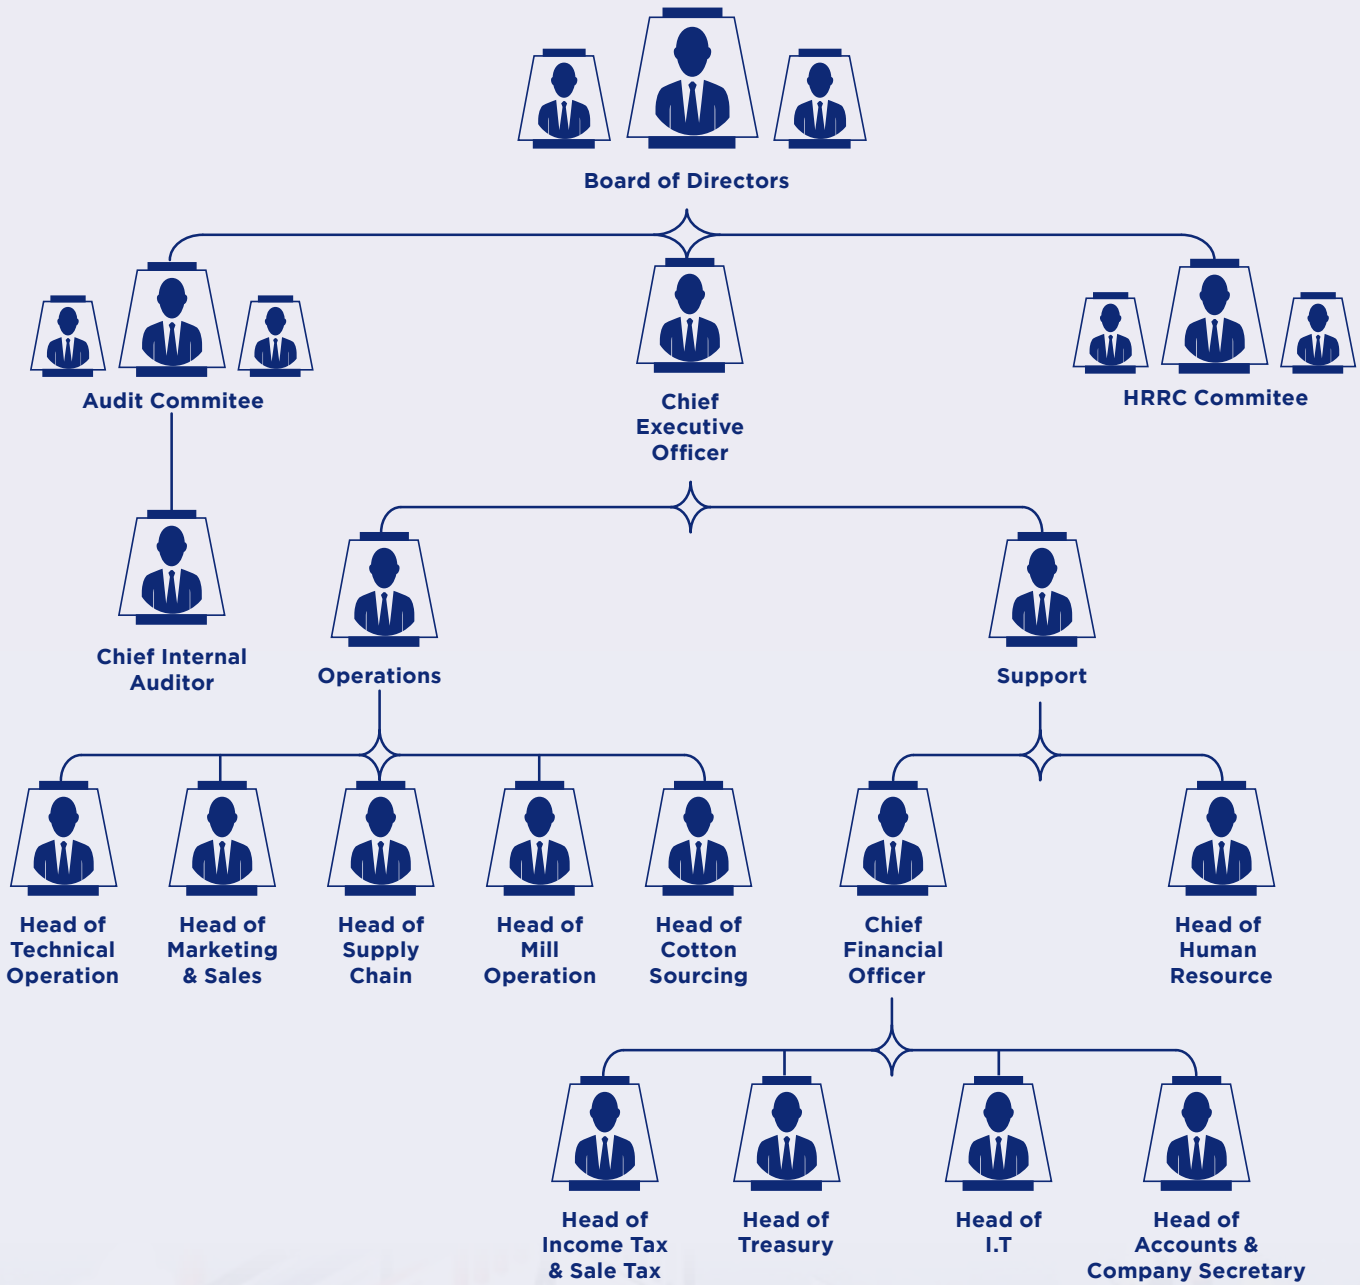 Board of Directors
Audit Commitee
Chief
Executive
Officer
HRRC Commitee
Chief Internal
Auditor
Operations
Support
Head of
Technical
Operation
Head of
Marketing
& Sales
Head of
Supply
Chain
Head of
Mill
Operation
Head of
Cotton
Sourcing
Chief
Financial
Officer
Head of
Human
Resource
Head of
Income Tax
& Sale Tax
Head of
Treasury
Head of
I.T
Head of
Accounts &
Company Secretary